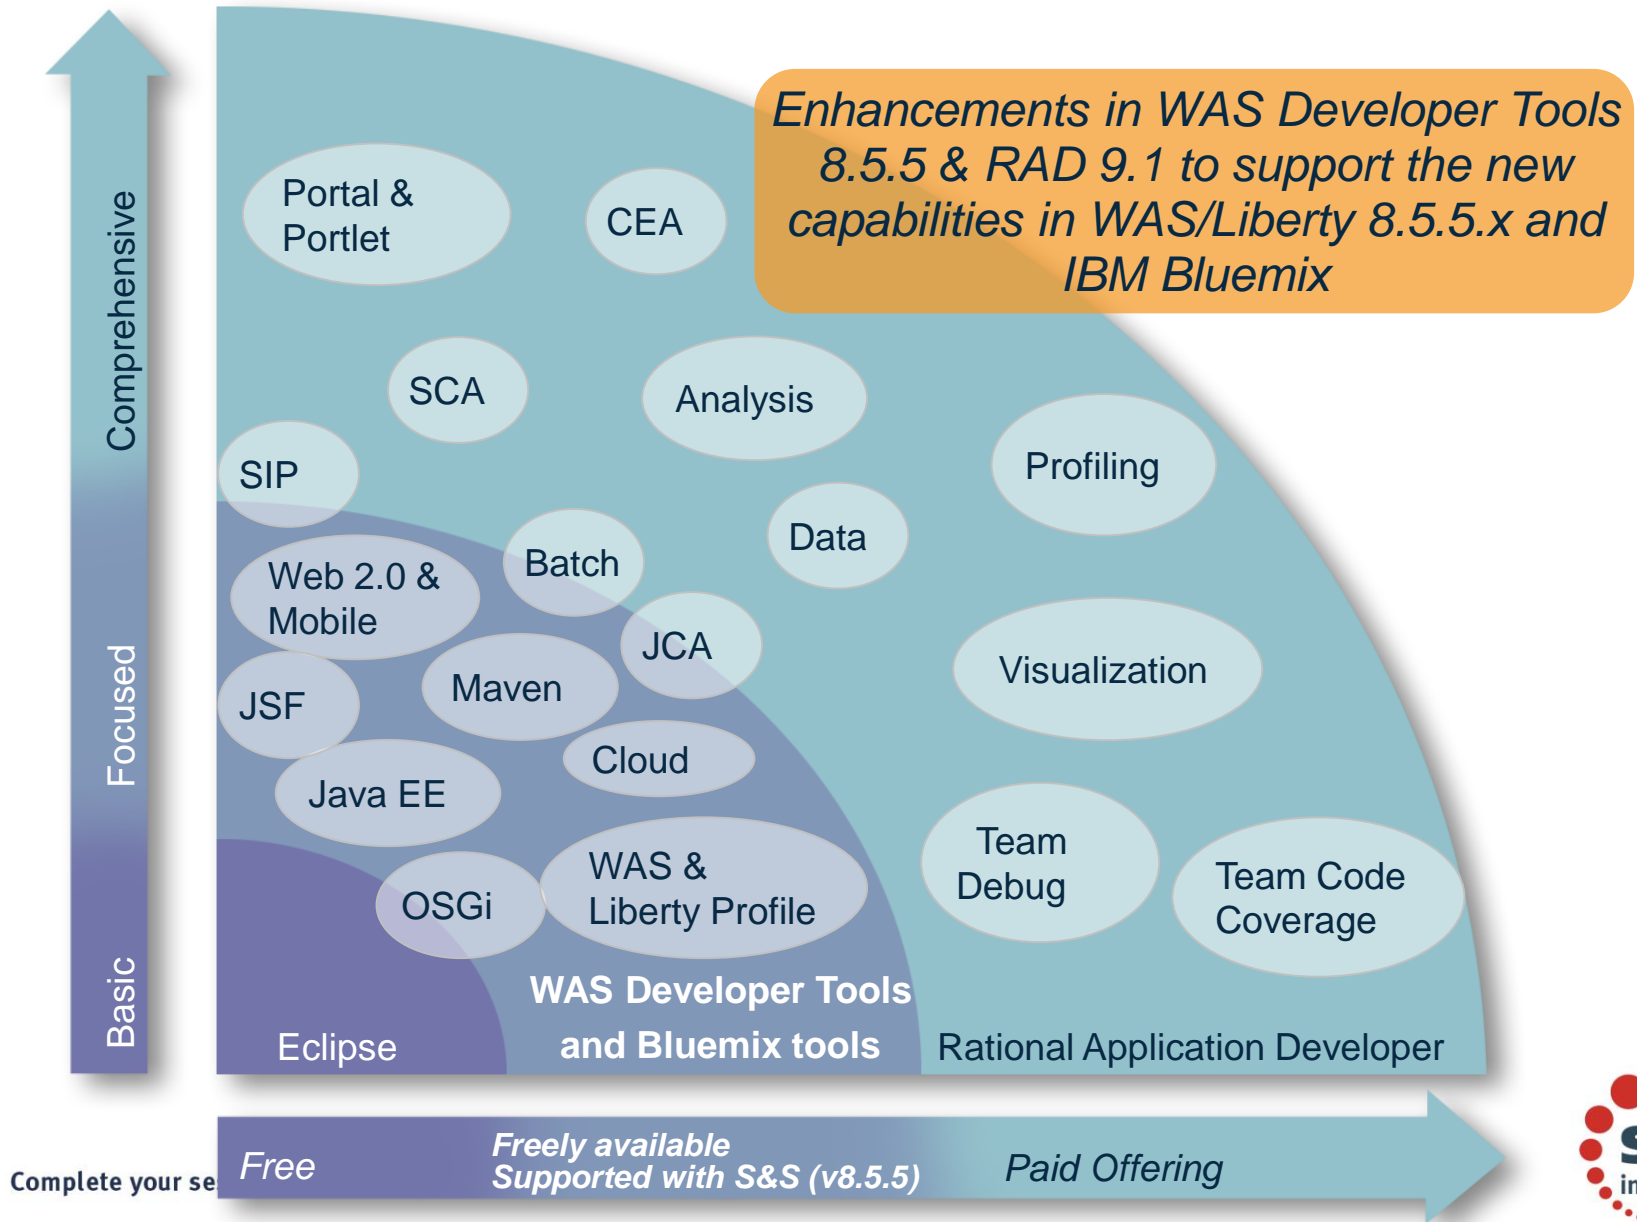 Enhancements in WAS Developer Tools
8.5.5 & RAD 9.1 to support the new
capabilities in WAS/Liberty 8.5.5.x and
IBM Bluemix
Comprehensive
Focused
Basic
Portal &
Portlet
CEA
SCA
Analysis
SIP
Profiling
Data
Batch
Web 2.0 &
Mobile
JCA
Visualization
Maven
JSF
Cloud
Java EE
Team
Debug
WAS &
Liberty Profile
Team Code
Coverage
OSGi
WAS Developer Tools
and Bluemix tools
Eclipse
Rational Application Developer
Free
Freely available
Supported with S&S (v8.5.5)
Paid Offering
Complete your